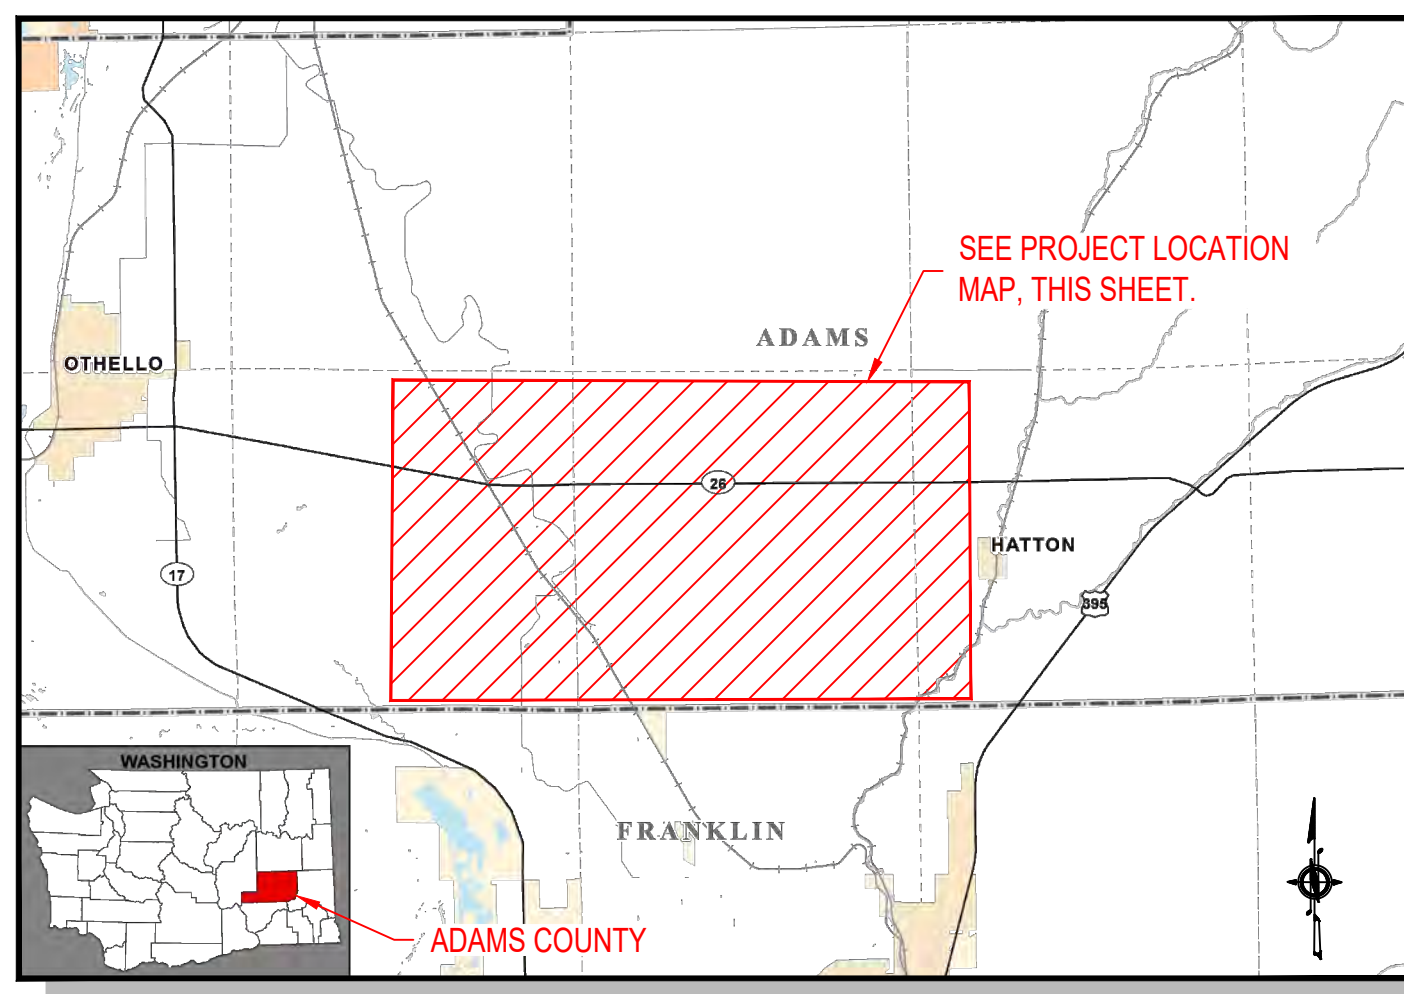 SEE PROJECT LOCATION
MAP, THIS SHEET.
ADAMS
OTHELLO
26
HATTON
17
395
WASHINGTON
FRANKLIN
ADAMS COUNTY